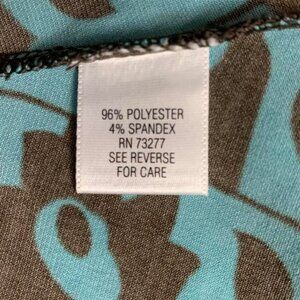 96% POLYESTER
4% SPANDEX
RN 73277
SEE REVERSE
FOR CARE